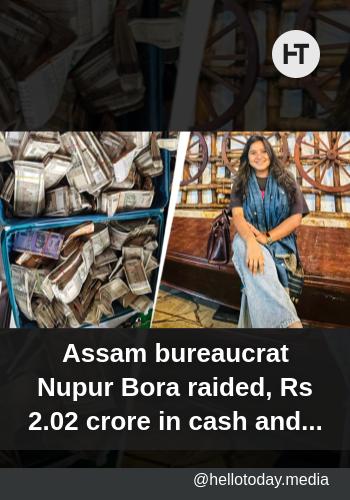 HT
Assam bureaucrat
Nupur Bora raided, Rs
2.02 crore in cash and...
@hellotoday.media